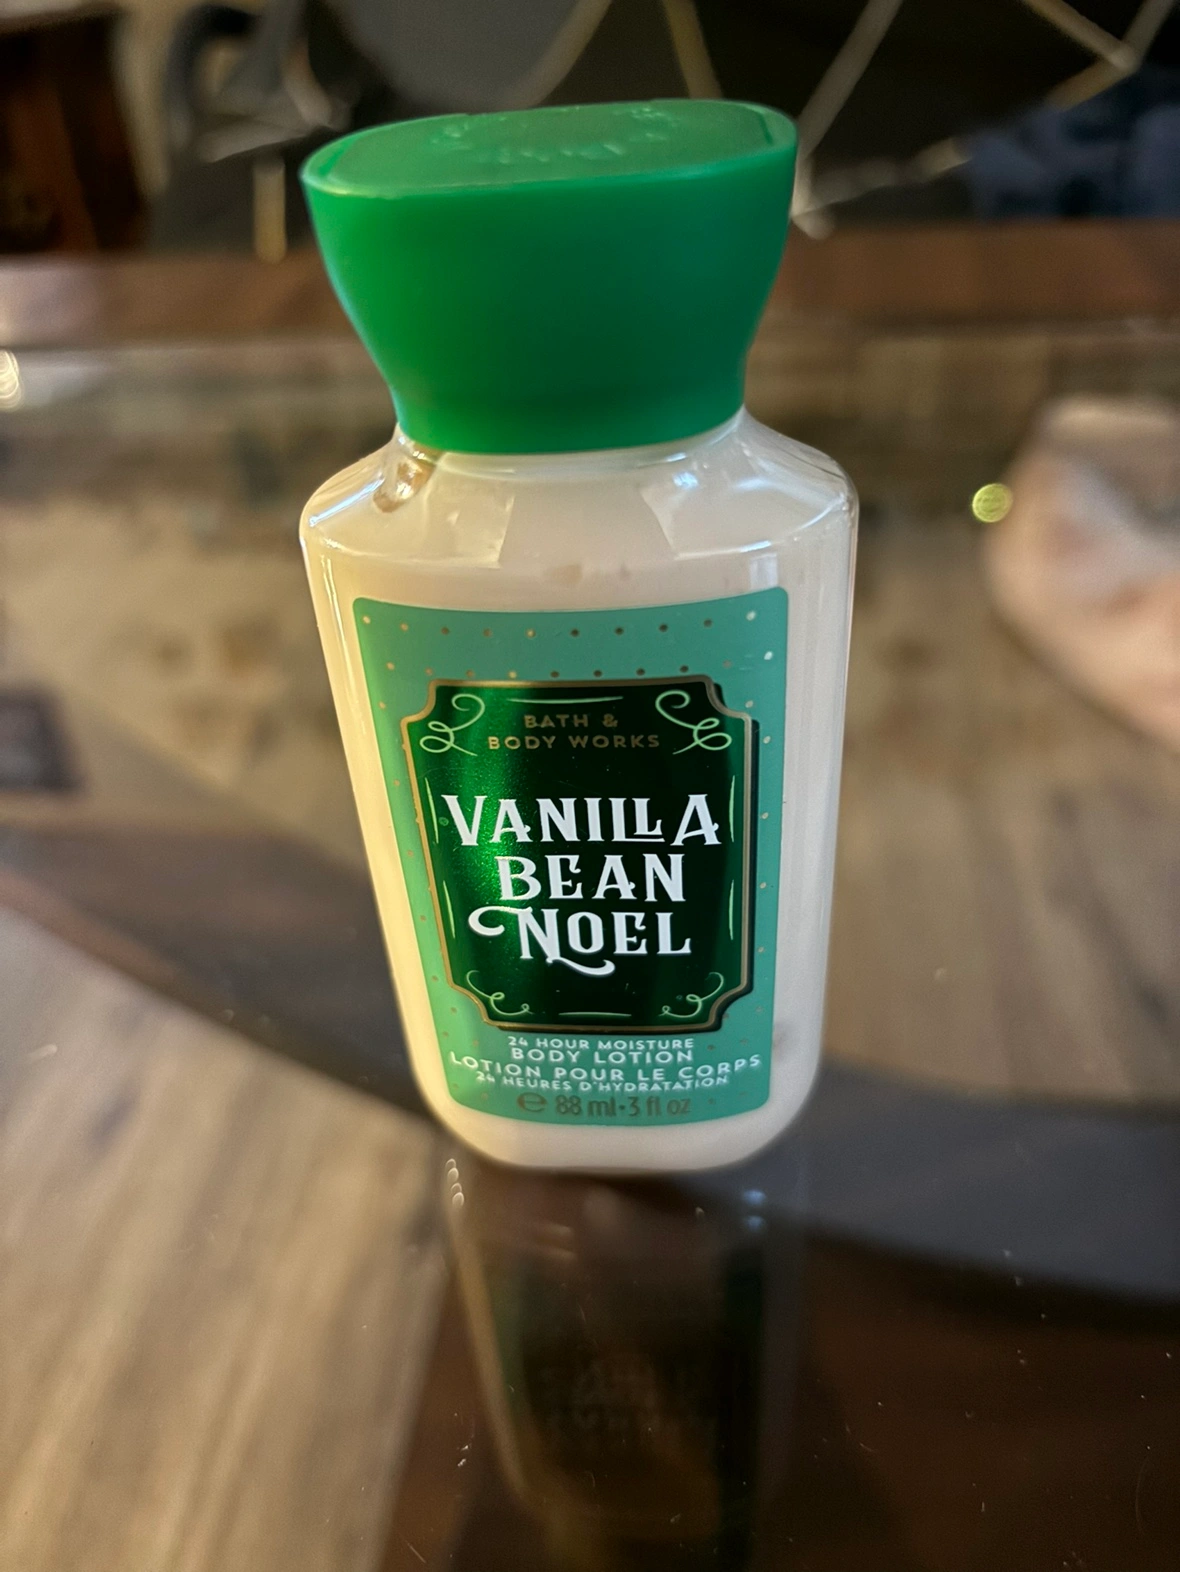 BATH &
BODY WORKS
VANILLA
BEAN
NOEL
24 HOUR MOISTURE
BODY LOTION
LOTION POUR LE CORPS
24 HEURES D'HYDRATATION
℮ 88 ml·3 fl oz